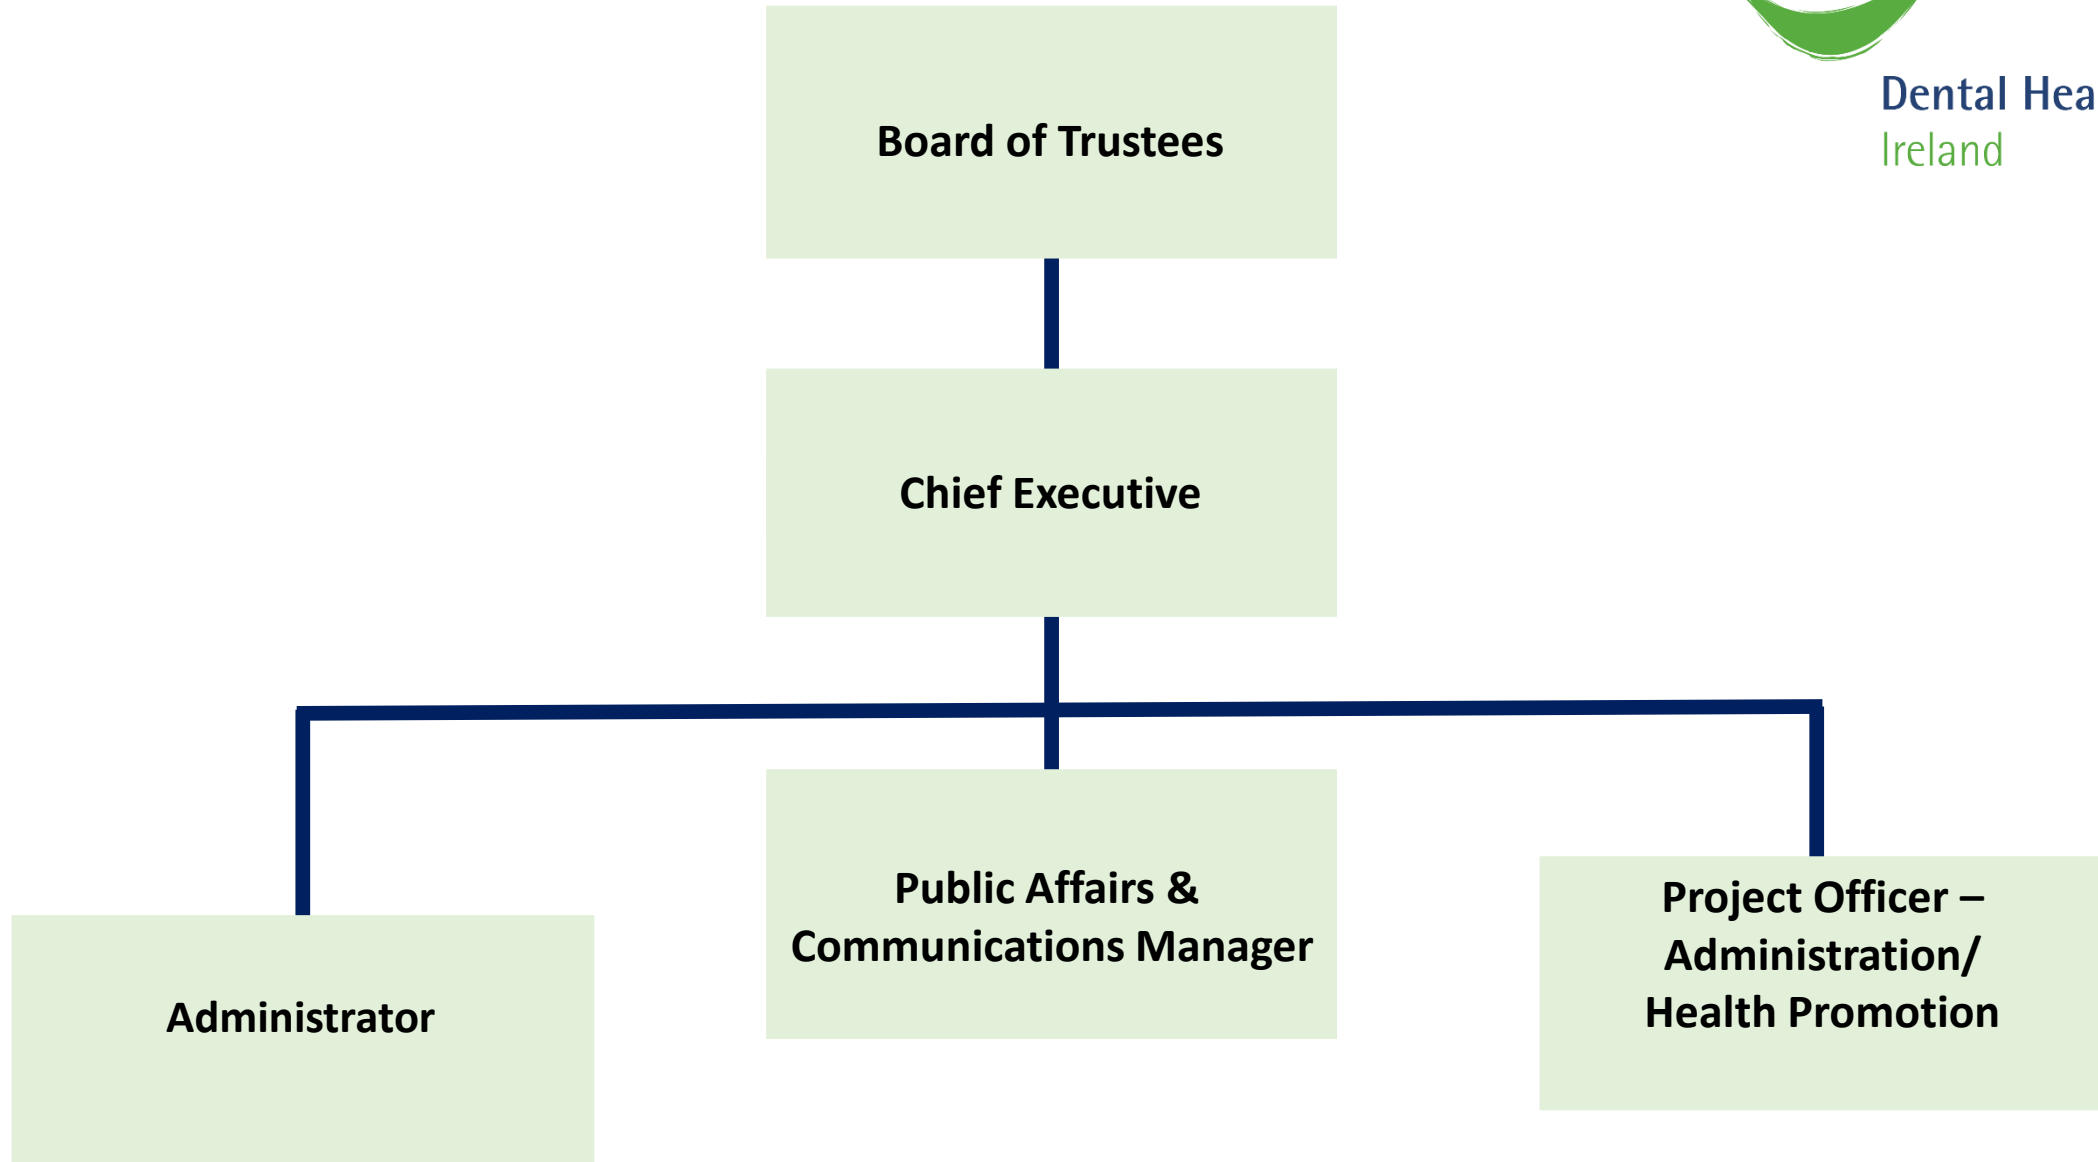 Board of Trustees
Dental Hea
Ireland
Chief Executive
Public Affairs &
Communications Manager
Project Officer –
Administration/
Health Promotion
Administrator